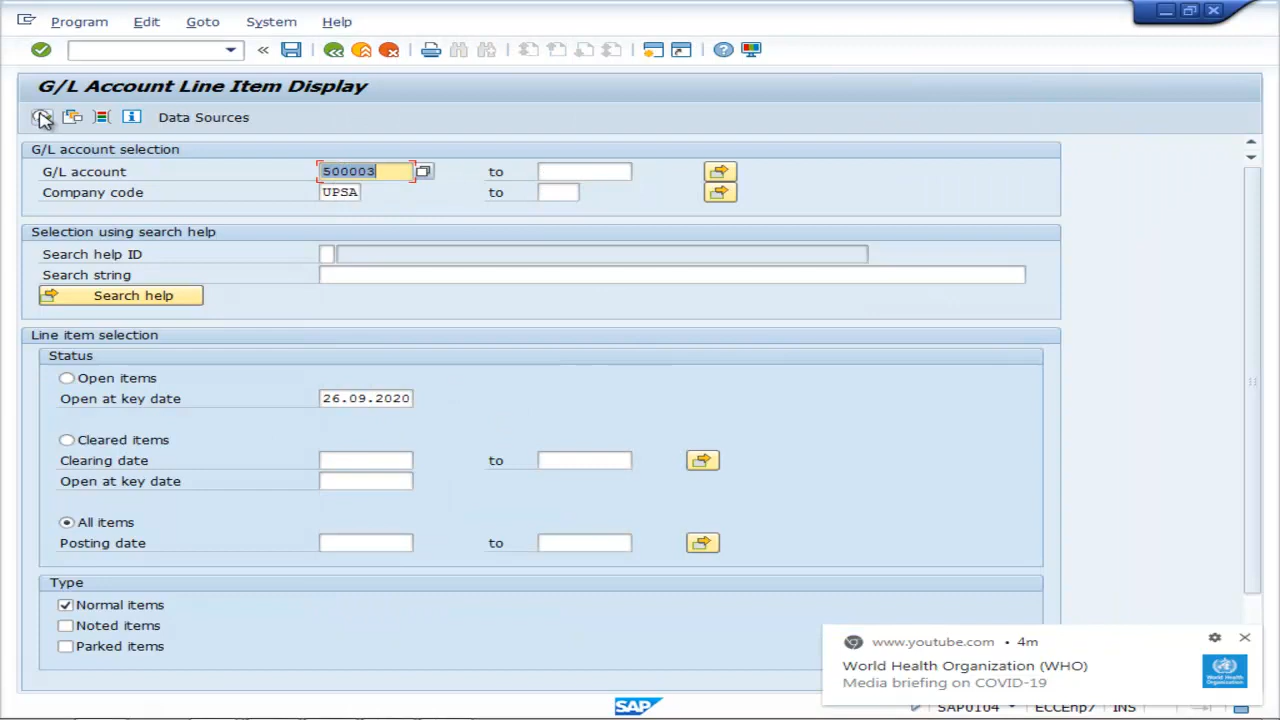 Program Edit Goto System Help
G/L Account Line Item Display
Data Sources
G/L account selection
G/L account 500003 to
Company code UPSA to
Selection using search help
Search help ID
Search string
Search help
Line item selection
Status
Open items
Open at key date 26.09.2020
Cleared items
Clearing date to
Open at key date
All items
Posting date to
Type
Normal items
Noted items
Parked items
www.youtube.com • 4m
World Health Organization (WHO)
Media briefing on COVID-19
SAP
SAP0104 ECCEhp7 INS